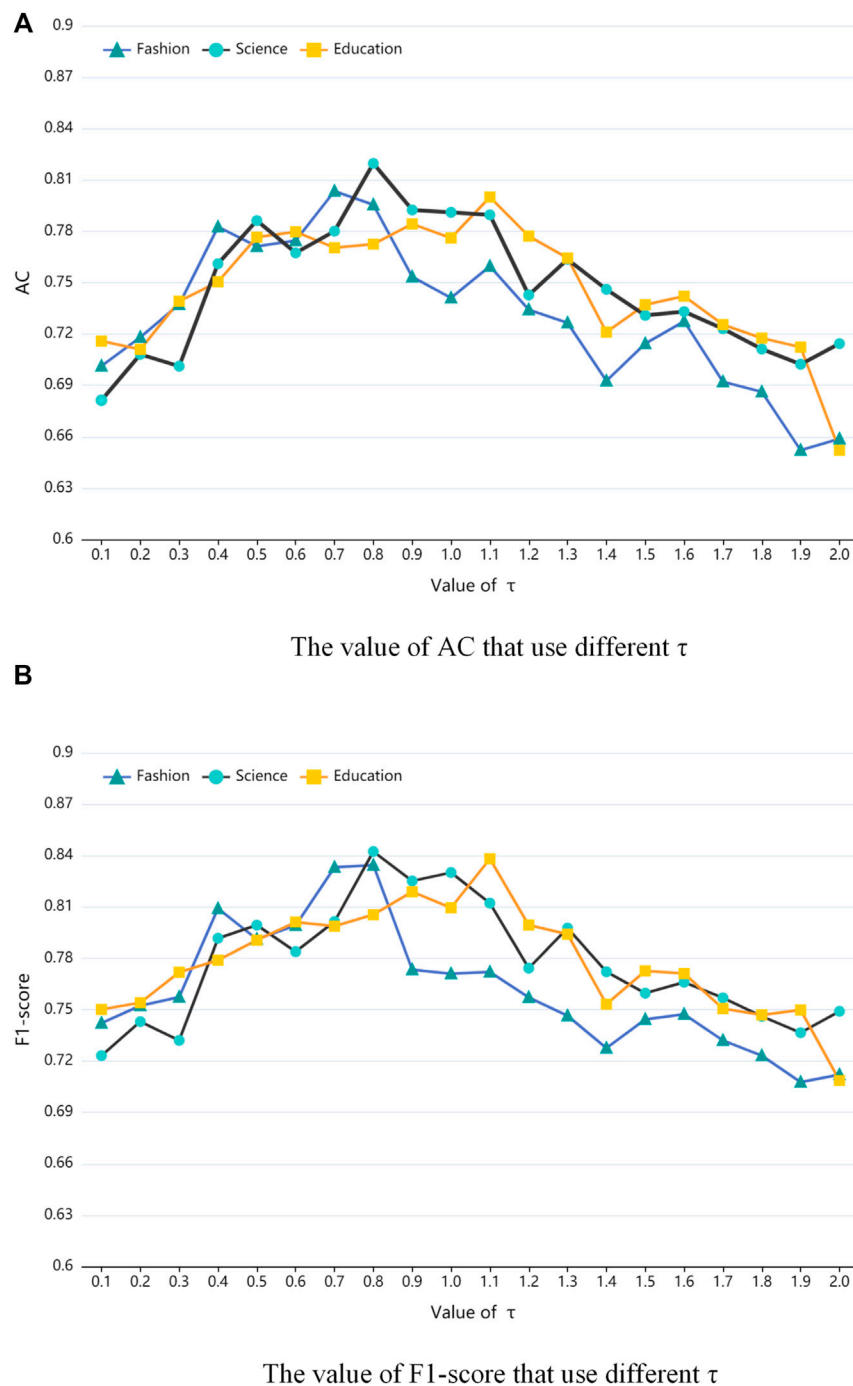 A
0.9
Fashion Science Education
0.87
0.84
0.81
0.78
AC
0.75
0.72
0.69
0.66
0.63
0.6
0.1 0.2 0.3 0.4 0.5 0.6 0.7 0.8 0.9 1.0 1.1 1.2 1.3 1.4 1.5 1.6 1.7 1.8 1.9 2.0
Value of τ
The value of AC that use different τ
B
0.9
Fashion Science Education
0.87
0.84
0.81
0.78
F1-score
0.75
0.72
0.69
0.66
0.63
0.6
0.1 0.2 0.3 0.4 0.5 0.6 0.7 0.8 0.9 1.0 1.1 1.2 1.3 1.4 1.5 1.6 1.7 1.8 1.9 2.0
Value of τ
The value of F1-score that use different τ